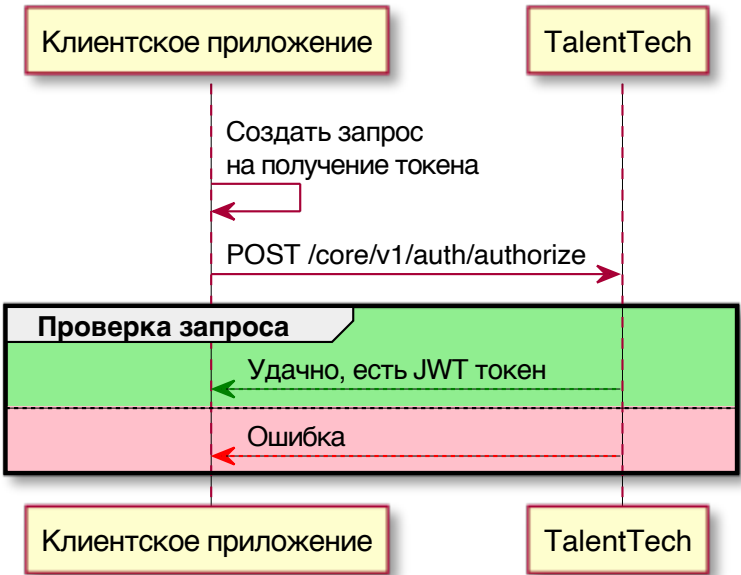 Клиентское приложение
TalentTech
Создать запрос
на получение токена
POST /core/v1/auth/authorize
Проверка запроса
Удачно, есть JWT токен
Ошибка
Клиентское приложение
TalentTech